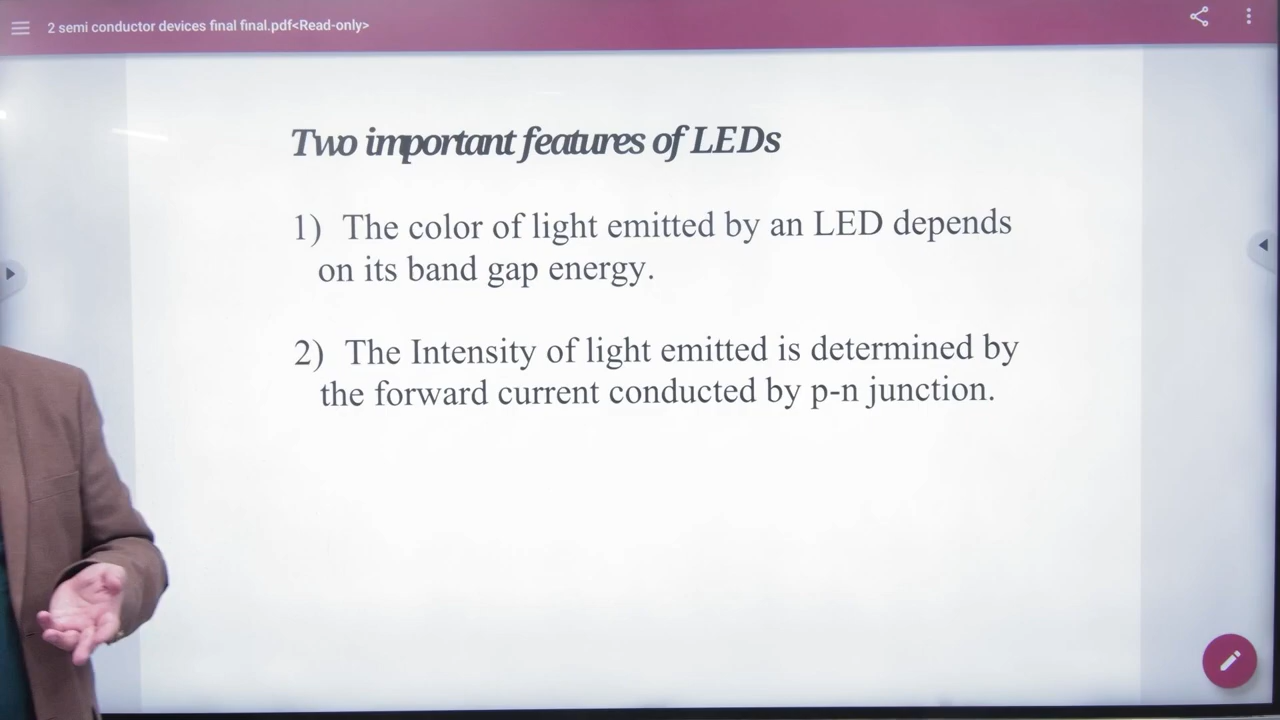 2 semi conductor devices final final.pdf<Read-only>
Two important features of LEDs
1) The color of light emitted by an LED depends
on its band gap energy.
2) The Intensity of light emitted is determined by
the forward current conducted by p-n junction.